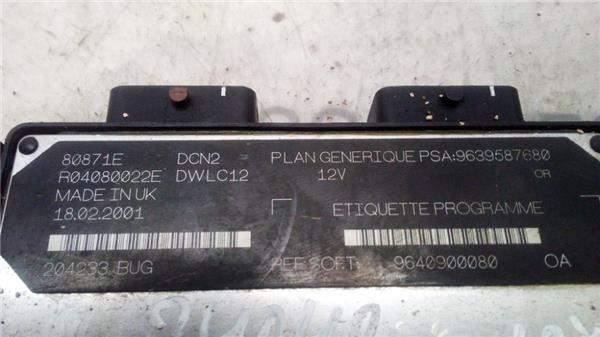 80871E DCN2 PLAN GENERIQUE PSA:9639587680
R04080022E DWLC12 12V OR
MADE IN UK
18.02.2001 ETIQUETTE PROGRAMME
204233.BUG REF SOFT: 9640900080 OA